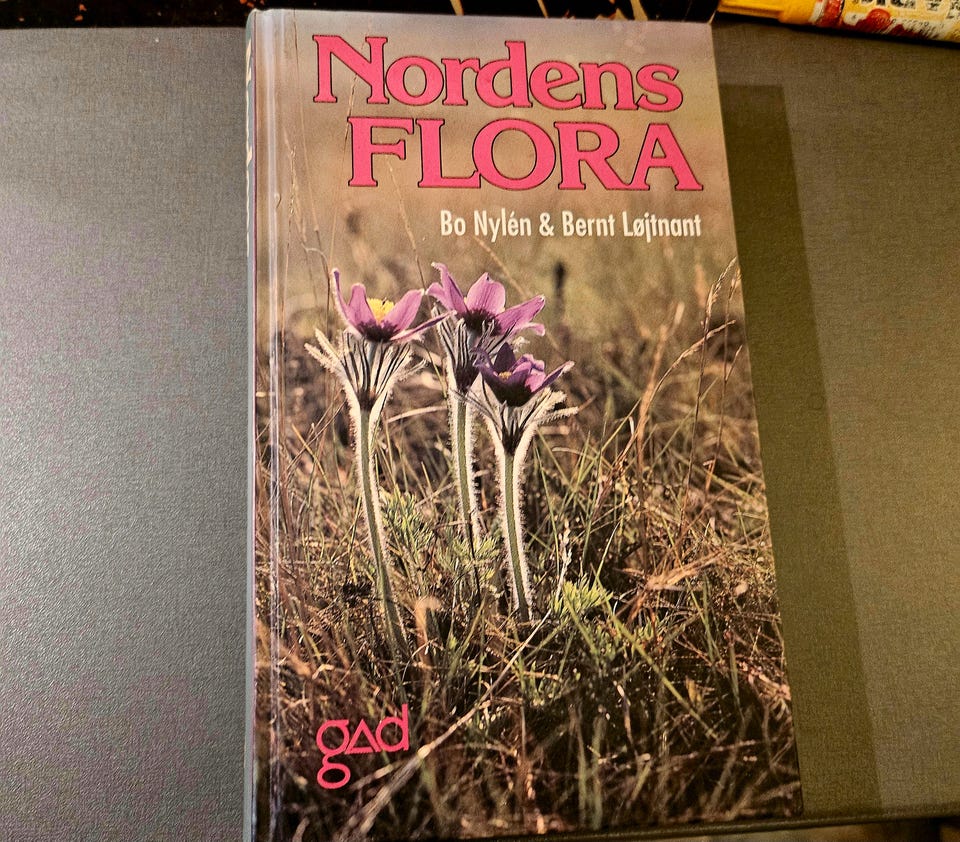 Nordens
FLORA
Bo Nylén & Bernt Løjtnant
gad